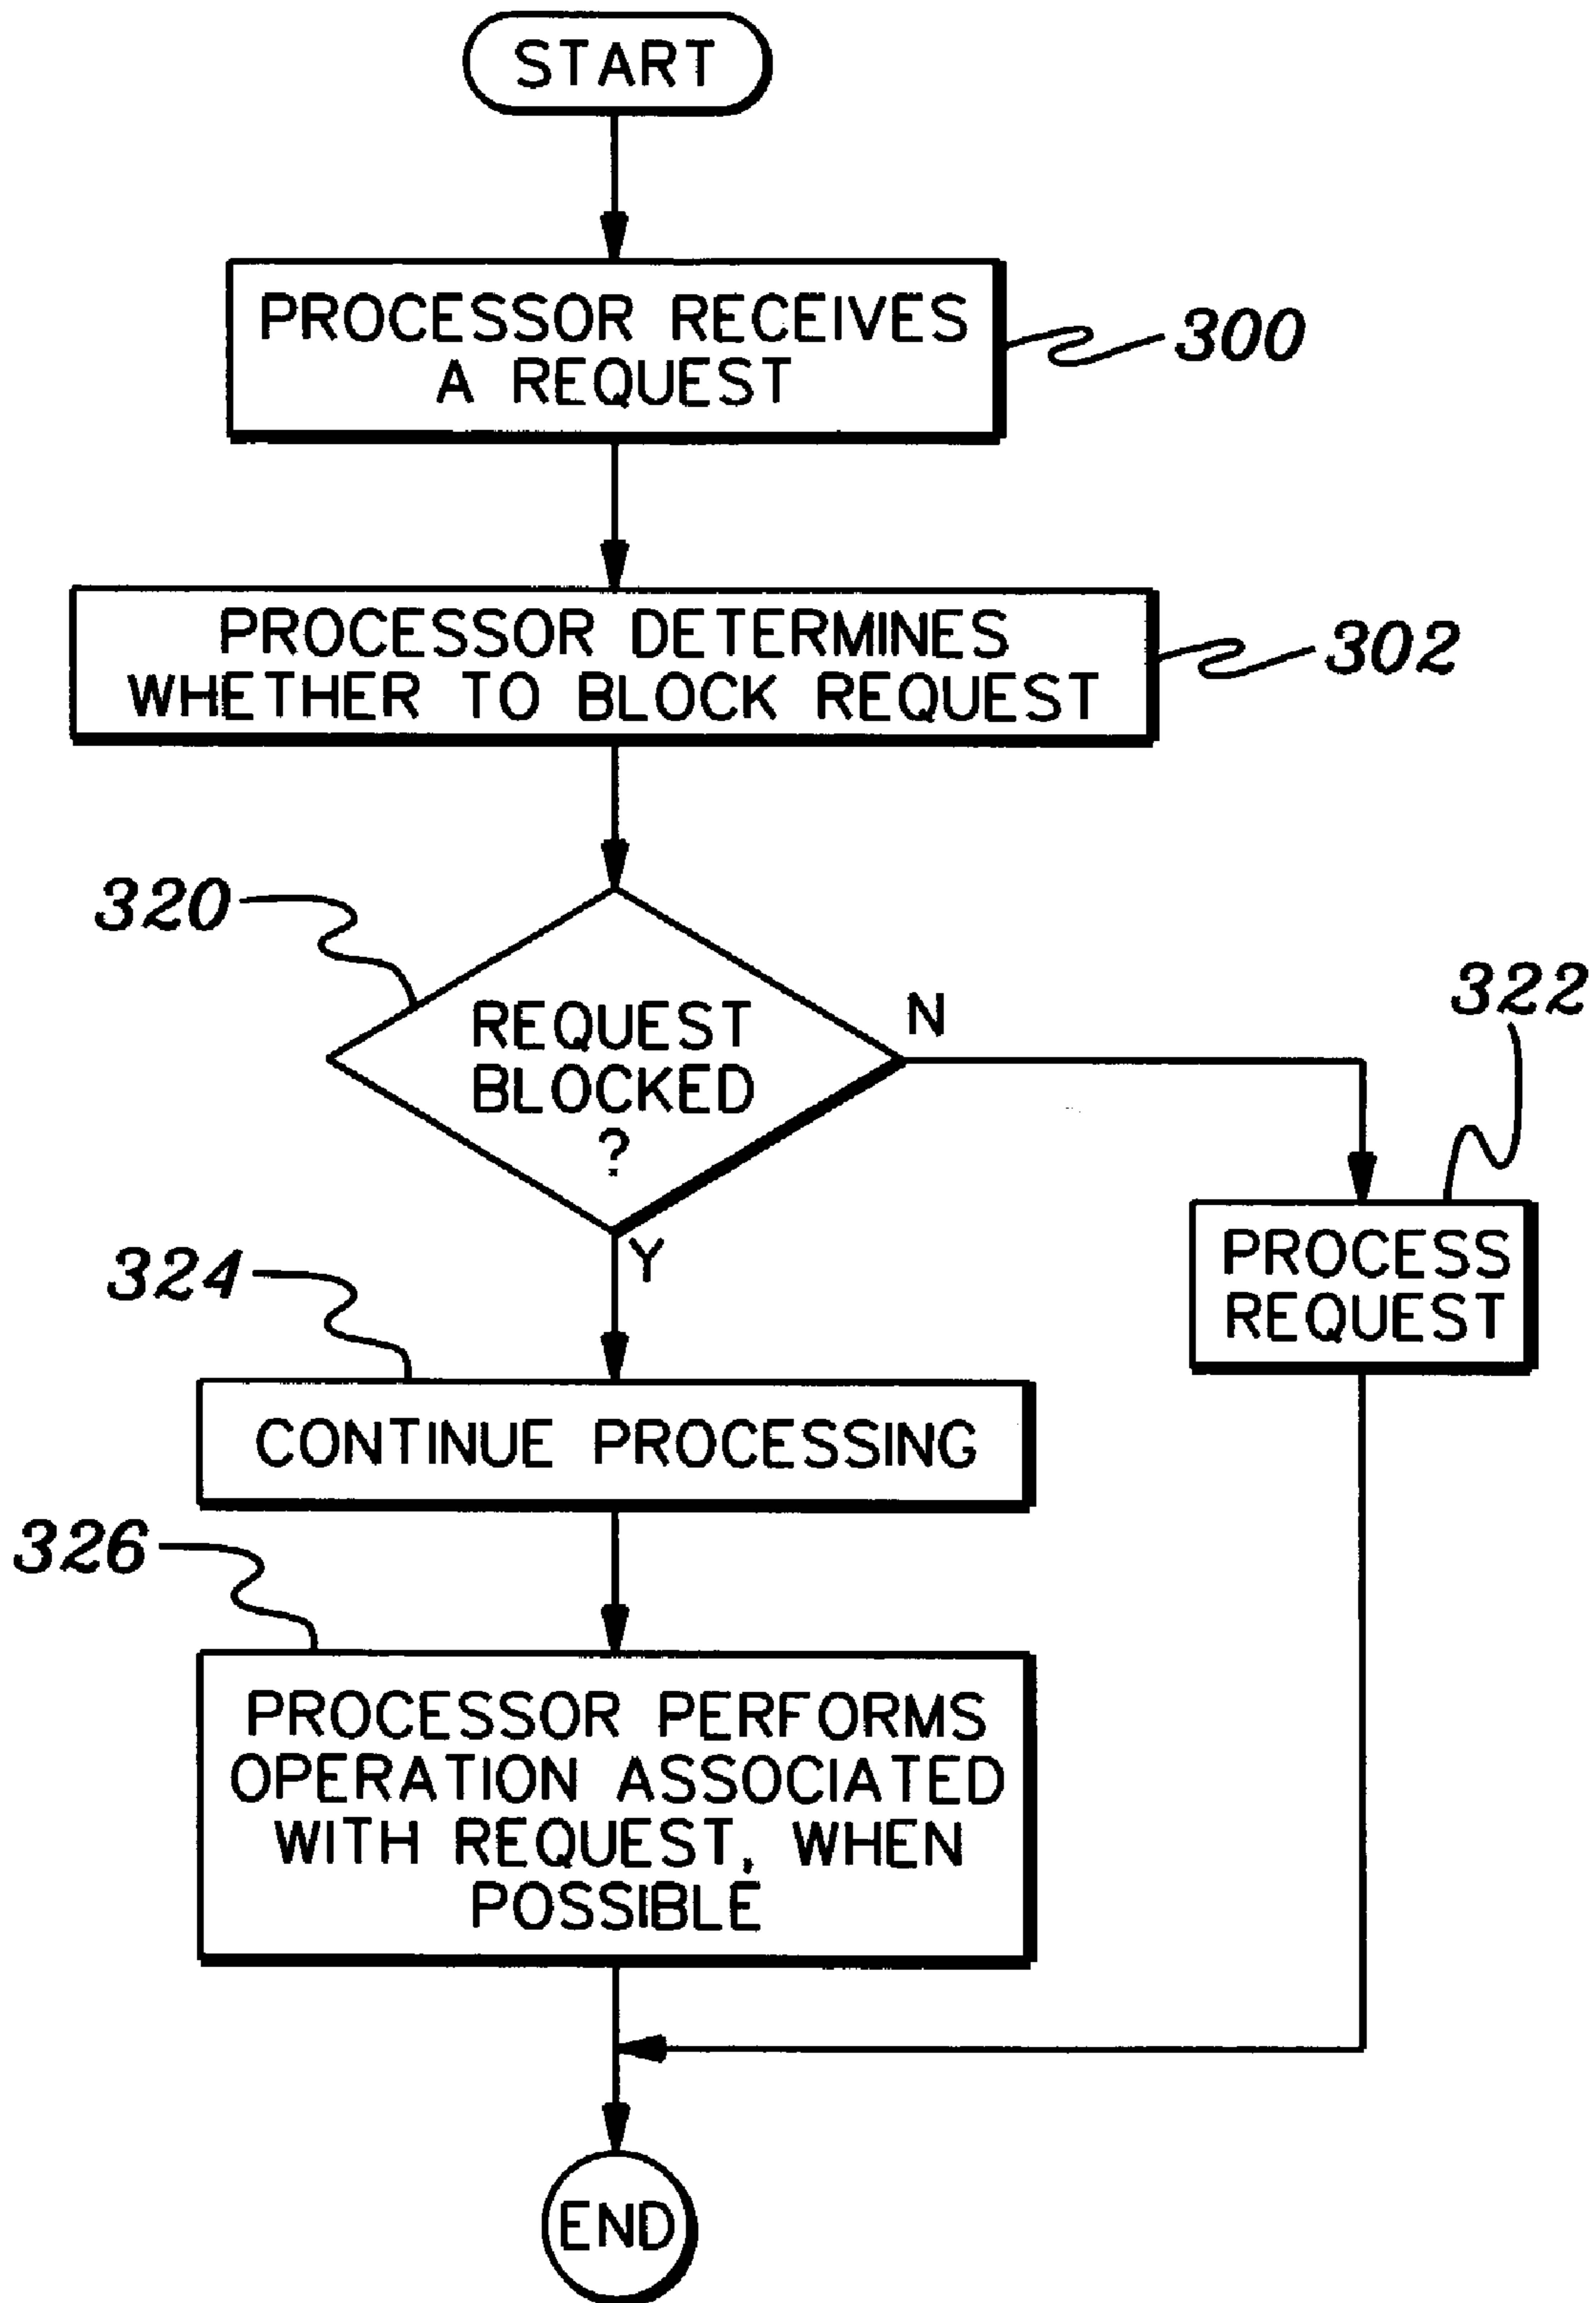 START
PROCESSOR RECEIVES
A REQUEST
300
PROCESSOR DETERMINES
WHETHER TO BLOCK REQUEST
302
320
REQUEST
BLOCKED
?
N
322
Y
PROCESS
REQUEST
324
CONTINUE PROCESSING
326
PROCESSOR PERFORMS
OPERATION ASSOCIATED
WITH REQUEST, WHEN
POSSIBLE
END